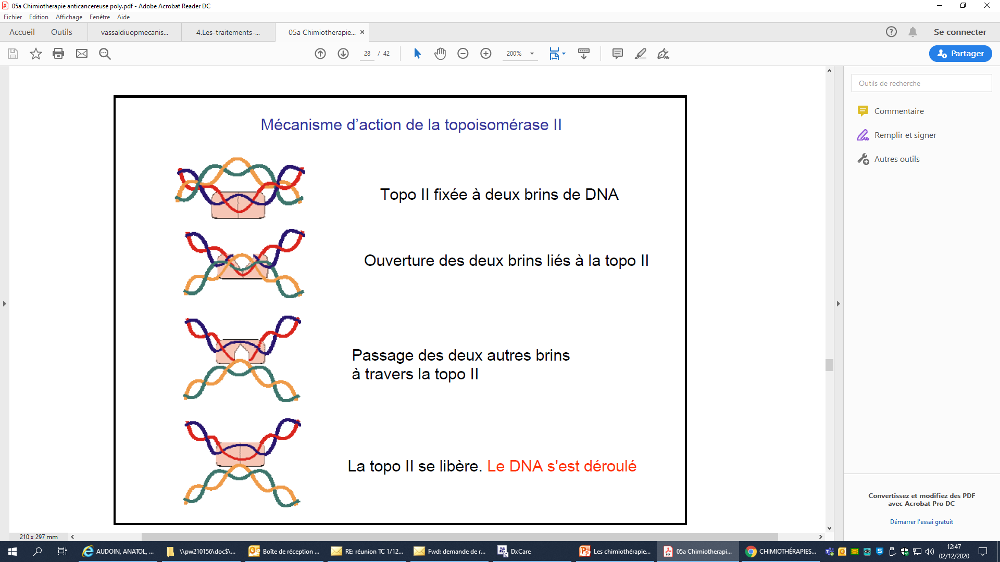 05a Chimiotherapie anticancereuse poly.pdf - Adobe Acrobat Reader DC
Fichier Edition Affichage Fenêtre Aide
Accueil Outils vassaldiuopmecanis... 4.Les-traitements-... 05a Chimiotherapie... Se connecter
28 / 42 200% Partager
Outils de recherche
Commentaire
Remplir et signer
Autres outils
Mécanisme d’action de la topoisomérase II
Topo II fixée à deux brins de DNA
Ouverture des deux brins liés à la topo II
Passage des deux autres brins
à travers la topo II
La topo II se libère. Le DNA s'est déroulé
Convertissez et modifiez des PDF
avec Acrobat Pro DC
Démarrer l'essai gratuit
210 x 297 mm
AUDOIN, ANATOL, ... \\pw210156\doc$\... Boîte de réception ... RE: réunion TC 1/12... Fwd: demande de r... DxCare Les chimiothérapie... 05a Chimiotherapi... CHIMIOTHÉRAPIES...
12:47
02/12/2020